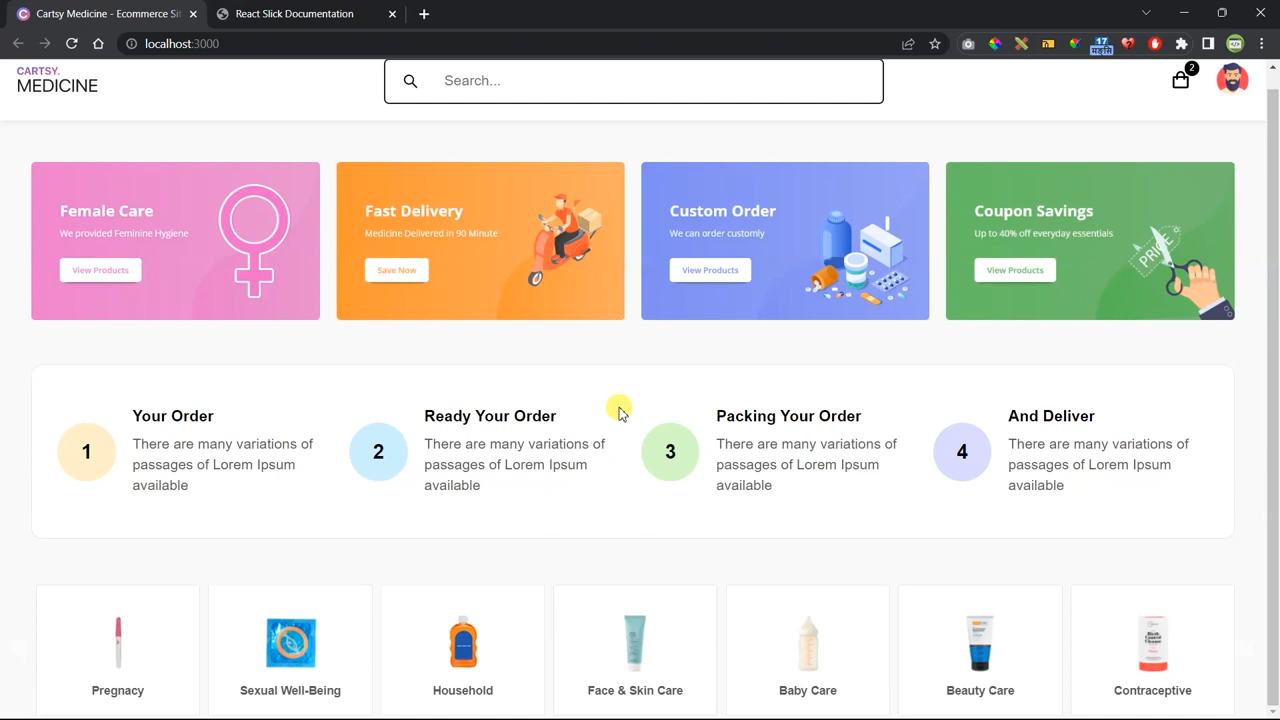 Cartsy Medicine - Ecommerce Sit
React Slick Documentation
localhost:3000
17
CARTSY.
MEDICINE
Search...
2
Female Care
We provided Feminine Hygiene
View Products
Fast Delivery
Medicine Delivered in 90 Minute
Save Now
Custom Order
We can order customly
View Products
Coupon Savings
Up to 40% off everyday essentials
View Products
PRICE
1
Your Order
There are many variations of
passages of Lorem Ipsum
available
2
Ready Your Order
There are many variations of
passages of Lorem Ipsum
available
3
Packing Your Order
There are many variations of
passages of Lorem Ipsum
available
4
And Deliver
There are many variations of
passages of Lorem Ipsum
available
Pregnacy
Sexual Well-Being
Household
Face & Skin Care
Baby Care
Beauty Care
Contraceptive